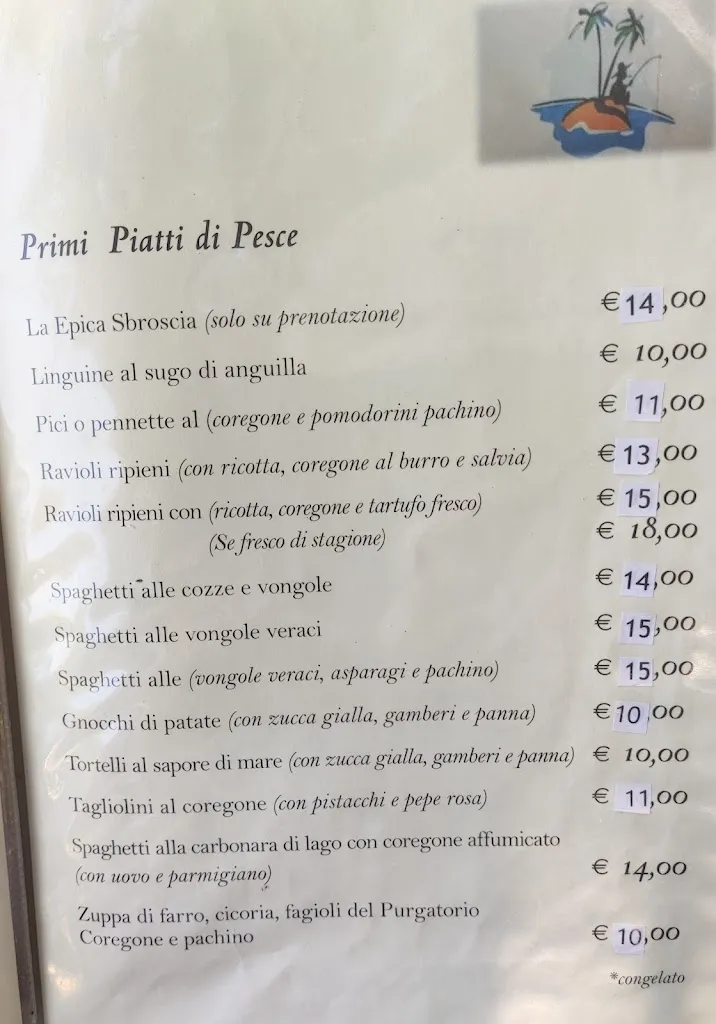 Primi Piatti di Pesce
La Epica Sbroscia (solo su prenotazione) € 14,00
Linguine al sugo di anguilla € 10,00
Pici o pennette al (coregone e pomodorini pachino) € 11,00
Ravioli ripieni (con ricotta, coregone al burro e salvia) € 13,00
Ravioli ripieni con (ricotta, coregone e tartufo fresco) € 15,00
(Se fresco di stagione) € 18,00
Spaghetti alle cozze e vongole € 14,00
Spaghetti alle vongole veraci € 15,00
Spaghetti alle (vongole veraci, asparagi e pachino) € 15,00
Gnocchi di patate (con zucca gialla, gamberi e panna) € 10,00
Tortelli al sapore di mare (con zucca gialla, gamberi e panna) € 10,00
Tagliolini al coregone (con pistacchi e pepe rosa) € 11,00
Spaghetti alla carbonara di lago con coregone affumicato
(con uovo e parmigiano) € 14,00
Zuppa di farro, cicoria, fagioli del Purgatorio
Coregone e pachino € 10,00
*congelato